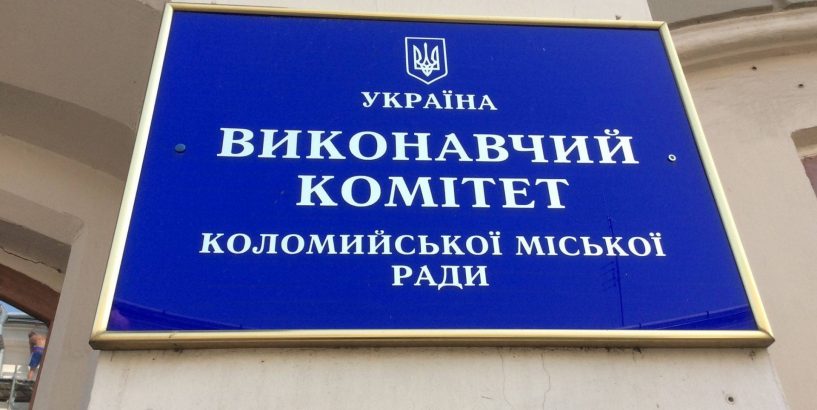 УКРАЇНА
ВИКОНАВЧИЙ
КОМІТЕТ
КОЛОМИЙСЬКОЇ МІСЬКОЇ
РАДИ